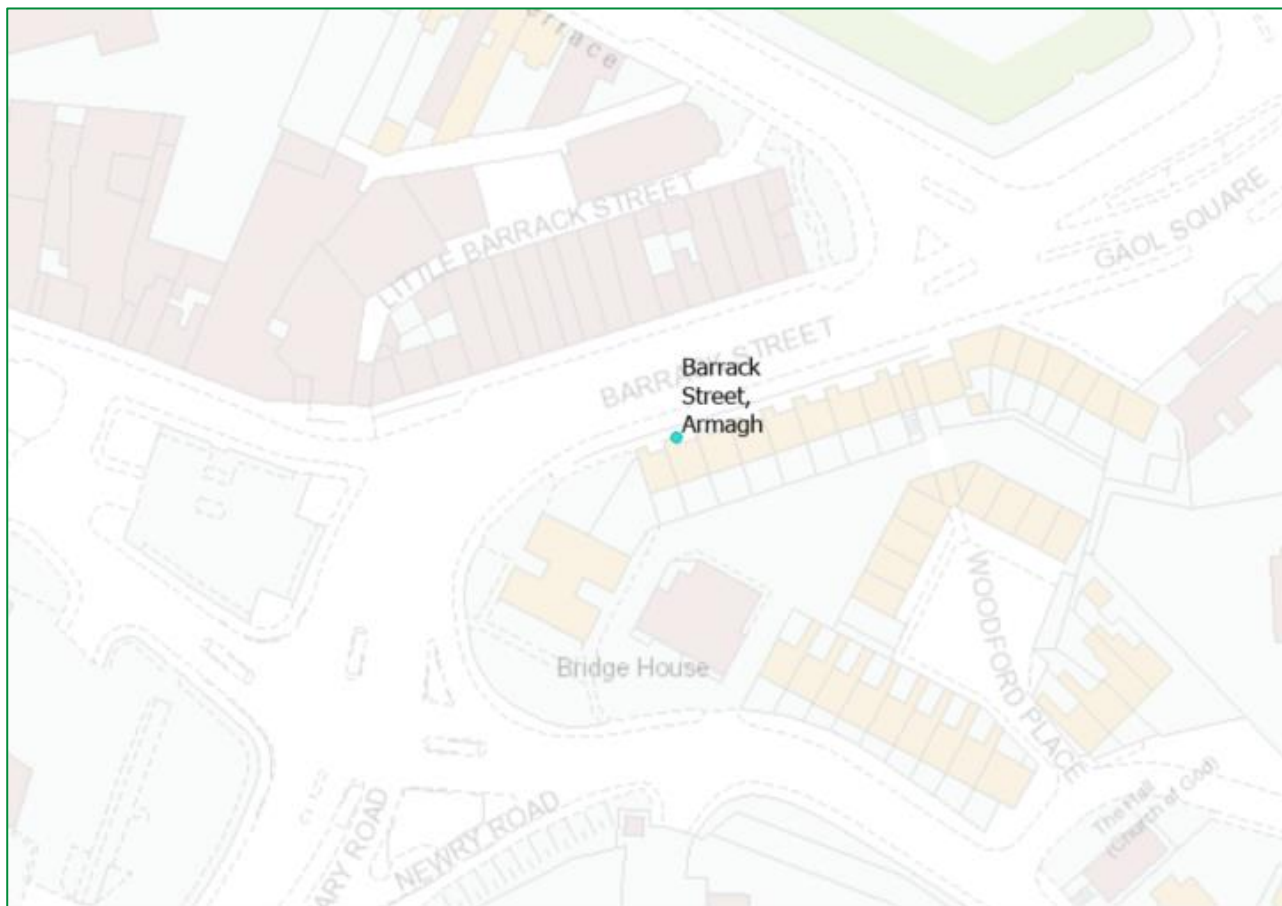 errace
LITTLE BARRACK STREET
GAOL SQUARE
BARRACK STREET
Barrack
Street,
Armagh
WOODFORD PLACE
Bridge House
The Hall
(Church of God)
NEWRY ROAD
ARY ROAD